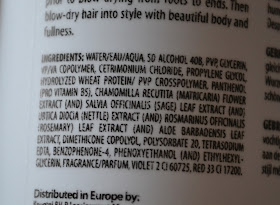 prior to blow drying from roots to ends. Then
blow-dry hair into style with beautiful body and
fullness.
INGREDIENTS: WATER/EAU/AQUA, SD ALCOHOL 40B, PVP, GLYCERIN,
VP/VA COPOLYMER, CETRIMONIUM CHLORIDE, PROPYLENE GLYCOL,
HYDROLYZED WHEAT PROTEIN/ PVP CROSSPOLYMER, PANTHENOL
(PRO VITAMIN B5), CHAMOMILLA RECUTITA (MATRICARIA) FLOWER
EXTRACT (AND) SALVIA OFFICINALIS (SAGE) LEAF EXTRACT (AND)
URTICA DIOCIA (NETTLE) EXTRACT (AND) ROSMARINUS OFFICINALIS
(ROSEMARY) LEAF (AND) ALOE BARBADENSIS LEAF
EXTRACT, DIMETHICONE COPOLYOL, POLYSORBATE 20, TETRASODIUM
EDTA, BENZOPHENONE-4, PHENOXYETHANOL (AND) ETHYLHEXYL-
GLYCERIN, FRAGRANCE/PARFUM, VIOLET 2 CI 60725, RED 33 CI 17200.
Distributed in Europe by: